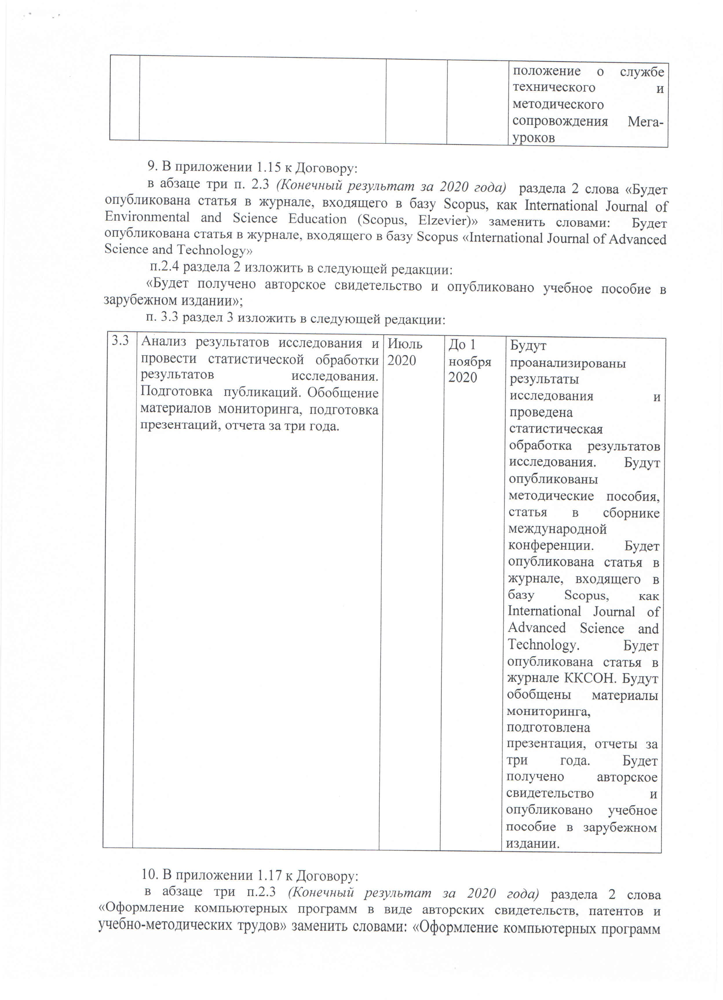 положение о службе
технического и
методического
сопровождения Мега-
уроков
9. В приложении 1.15 к Договору:
в абзаце три п. 2.3 (Конечный результат за 2020 года) раздела 2 слова «Будет
опубликована статья в журнале, входящего в базу Scopus, как International Journal of
Environmental and Science Education (Scopus, Elzevier)» заменить словами: Будет
опубликована статья в журнале, входящего в базу Scopus «International Journal of Advanced
Science and Technology»
п.2.4 раздела 2 изложить в следующей редакции:
«Будет получено авторское свидетельство и опубликовано учебное пособие в
зарубежном издании»;
п. 3.3 раздел 3 изложить в следующей редакции:
3.3
Анализ результатов исследования и
провести статистической обработки
результатов исследования.
Подготовка публикаций. Обобщение
материалов мониторинга, подготовка
презентаций, отчета за три года.
Июль
2020
До 1
ноября
2020
Будут
проанализированы
результаты
исследования и
проведена
статистическая
обработка результатов
исследования. Будут
опубликованы
методические пособия,
статья в сборнике
международной
конференции. Будет
опубликована статья в
журнале, входящего в
базу Scopus, как
International Journal of
Advanced Science and
Technology. Будет
опубликована статья в
журнале ККСОН. Будут
обобщены материалы
мониторинга,
подготовлена
презентация, отчеты за
три года. Будет
получено авторское
свидетельство и
опубликовано учебное
пособие в зарубежном
издании.
10. В приложении 1.17 к Договору:
в абзаце три п.2.3 (Конечный результат за 2020 года) раздела 2 слова
«Оформление компьютерных программ в виде авторских свидетельств, патентов и
учебно-методических трудов» заменить словами: «Оформление компьютерных программ